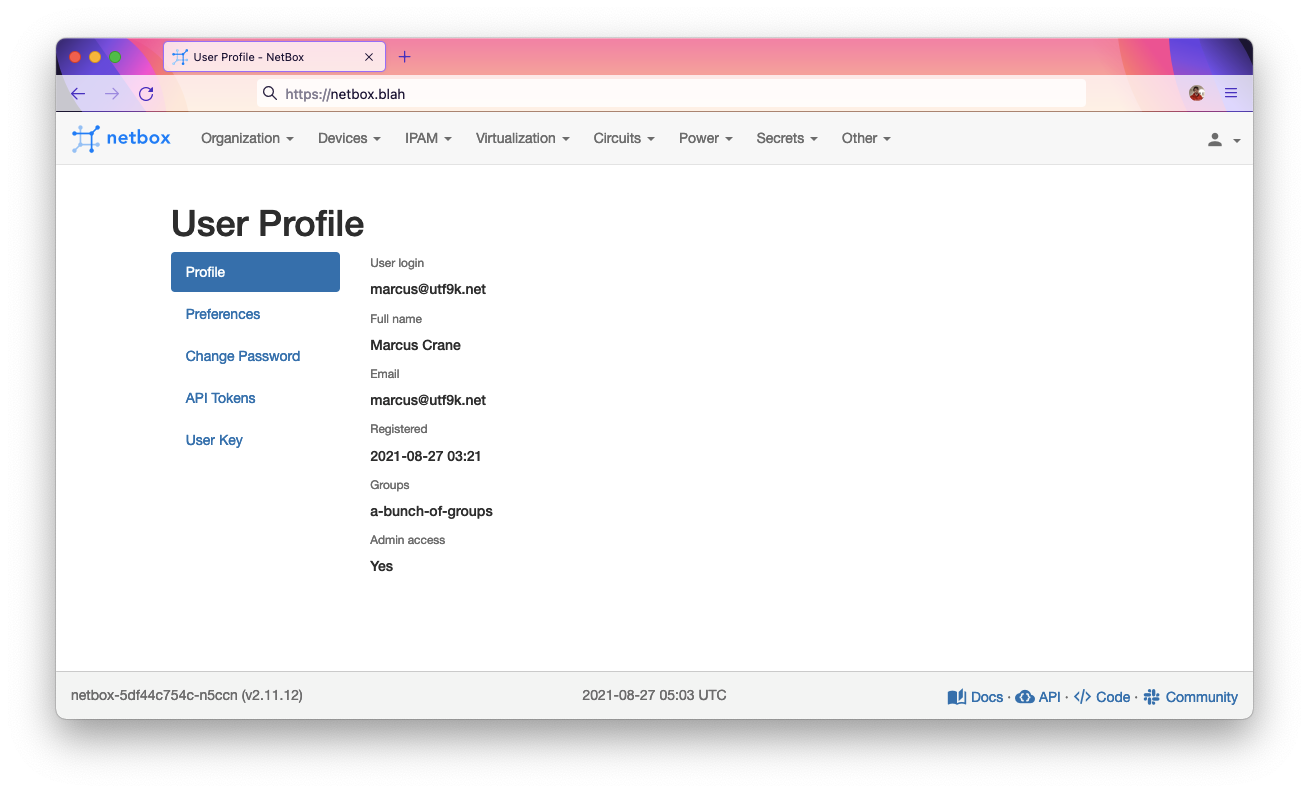 User Profile - NetBox
https://netbox.blah
netbox Organization Devices IPAM Virtualization Circuits Power Secrets Other
User Profile
Profile
Preferences
Change Password
API Tokens
User Key
User login
marcus@utf9k.net
Full name
Marcus Crane
Email
marcus@utf9k.net
Registered
2021-08-27 03:21
Groups
a-bunch-of-groups
Admin access
Yes
netbox-5df44c754c-n5ccn (v2.11.12) 2021-08-27 05:03 UTC Docs · API · Code · Community